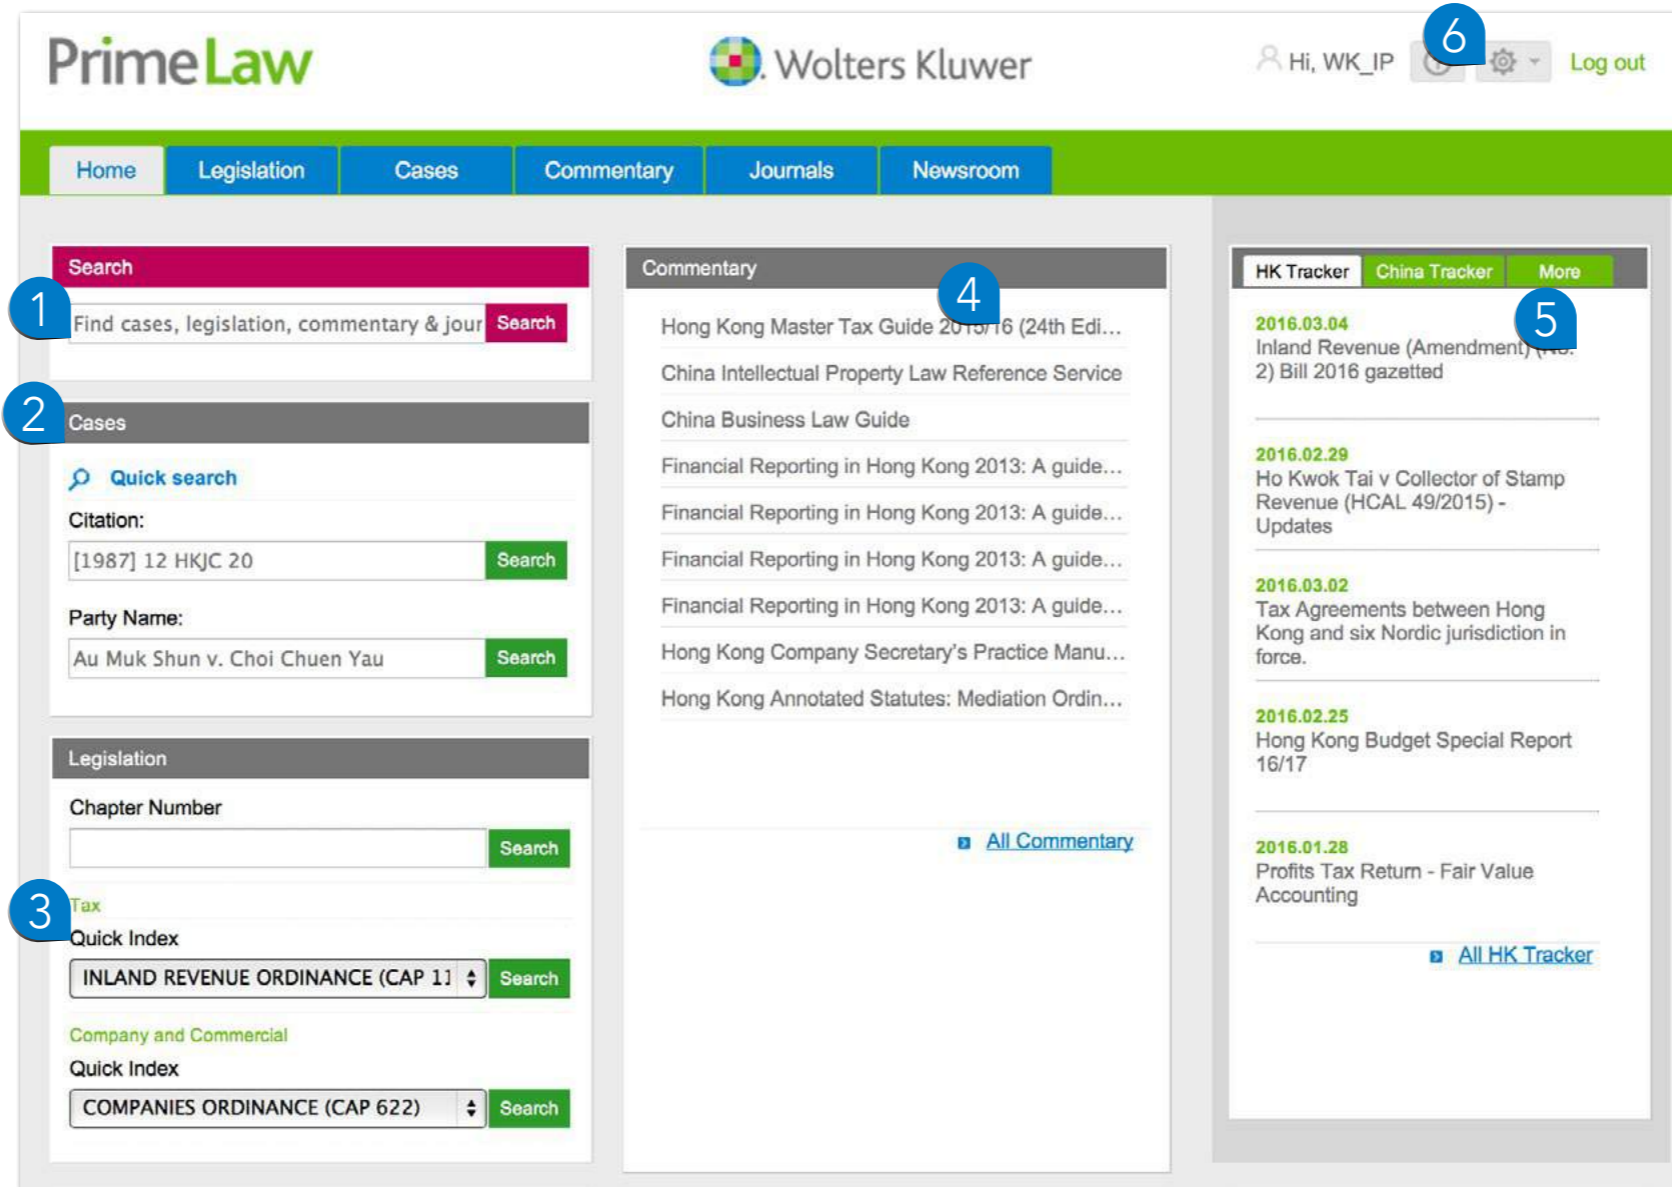 PrimeLaw
Wolters Kluwer
Hi, WK_IP
6
Log out
Home
Legislation
Cases
Commentary
Journals
Newsroom
Search
1
Find cases, legislation, commentary & jour
Search
2
Cases
Quick search
Citation:
[1987] 12 HKJC 20
Search
Party Name:
Au Muk Shun v. Choi Chuen Yau
Search
Legislation
Chapter Number
Search
3
Tax
Quick Index
INLAND REVENUE ORDINANCE (CAP 11
Search
Company and Commercial
Quick Index
COMPANIES ORDINANCE (CAP 622)
Search
Commentary
4
Hong Kong Master Tax Guide 2015/16 (24th Edi...
China Intellectual Property Law Reference Service
China Business Law Guide
Financial Reporting in Hong Kong 2013: A guide...
Financial Reporting in Hong Kong 2013: A guide...
Financial Reporting in Hong Kong 2013: A guide...
Financial Reporting in Hong Kong 2013: A guide...
Hong Kong Company Secretary's Practice Manu...
Hong Kong Annotated Statutes: Mediation Ordin...
All Commentary
HK Tracker
China Tracker
More
5
2016.03.04
Inland Revenue (Amendment) (No.
2) Bill 2016 gazetted
2016.02.29
Ho Kwok Tai v Collector of Stamp
Revenue (HCAL 49/2015) -
Updates
2016.03.02
Tax Agreements between Hong
Kong and six Nordic jurisdiction in
force.
2016.02.25
Hong Kong Budget Special Report
16/17
2016.01.28
Profits Tax Return - Fair Value
Accounting
All HK Tracker